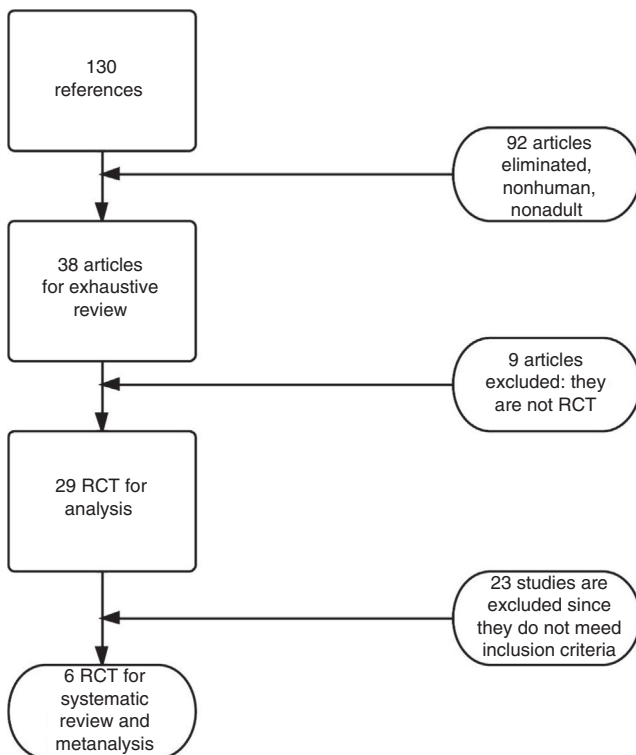 130
references
92 articles
eliminated,
nonhuman,
nonadult
38 articles
for exhaustive
review
9 articles
excluded: they
are not RCT
29 RCT for
analysis
23 studies are
excluded since
they do not meed
inclusion criteria
6 RCT for
systematic
review and
metanalysis